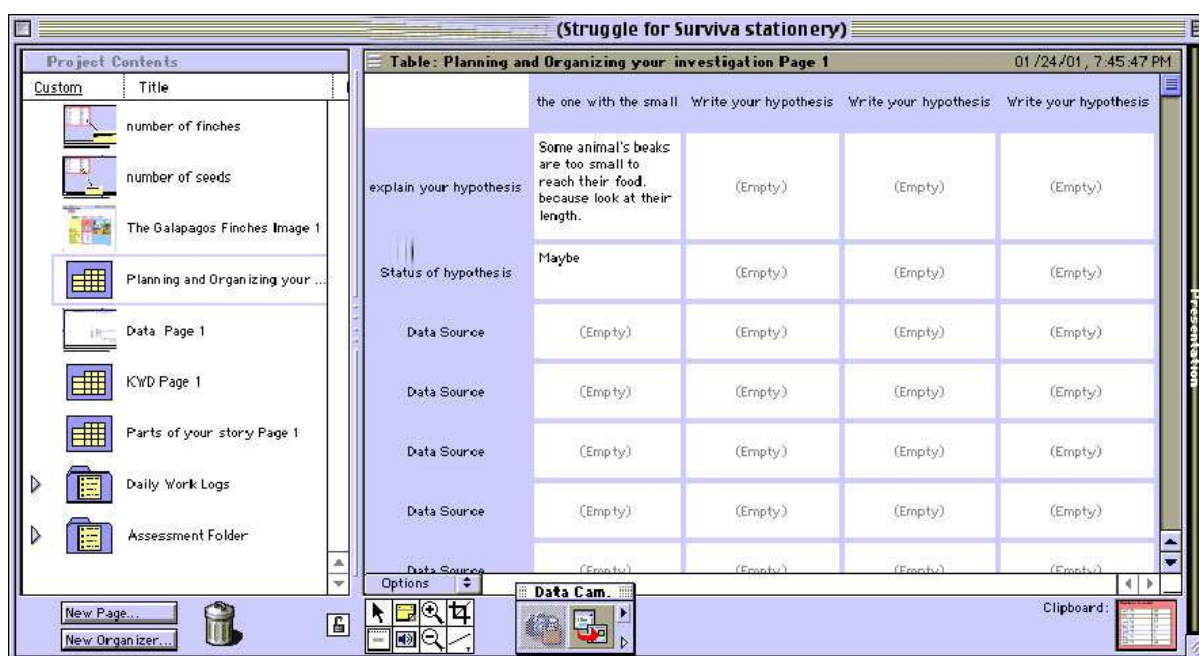 (Struggle for Surviva stationery)
Project Contents
Custom Title
number of finches
number of seeds
The Galapagos Finches Image 1
Planning and Organizing your ...
Data Page 1
KWD Page 1
Parts of your story Page 1
Daily Work Logs
Assessment Folder
New Page...
New Organizer...
Table: Planning and Organizing your investigation Page 1 01/24/01, 7:45:47 PM
the one with the small Write your hypothesis Write your hypothesis Write your hypothesis
explain your hypothesis
Some animal's beaks
are too small to
reach their food.
because look at their
length.
(Empty) (Empty) (Empty)
Status of hypothesis Maybe (Empty) (Empty) (Empty)
Data Source (Empty) (Empty) (Empty) (Empty)
Data Source (Empty) (Empty) (Empty) (Empty)
Data Source (Empty) (Empty) (Empty) (Empty)
Data Source (Empty) (Empty) (Empty) (Empty)
Data Source (Empty) (Empty) (Empty) (Empty)
Options
Data Cam.
Clipboard:
Presentation